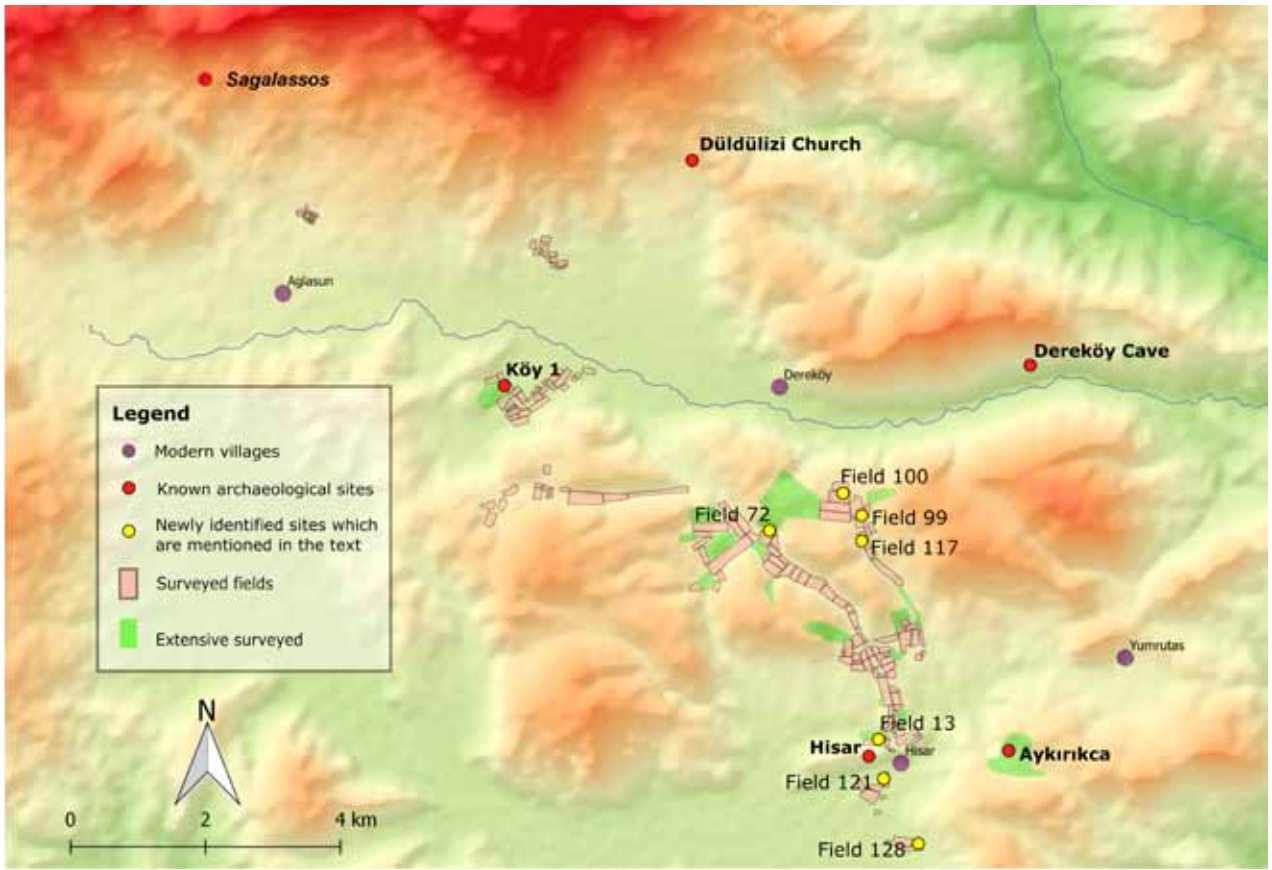 Sagalassos
Düldülizi Church
Aglasun
Dereköy Cave
Köy 1
Dereköy
Legend
Modern villages
Known archaeological sites
Newly identified sites which
are mentioned in the text
Surveyed fields
Extensive surveyed
Field 100
Field 72
Field 99
Field 117
Yumrutas
N
Field 13
Hisar
Hisar
Aykırıkca
Field 121
0 2 4 km
Field 128